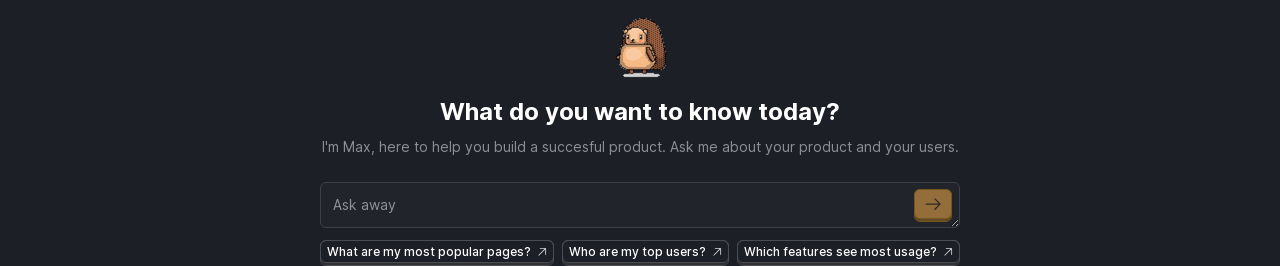 What do you want to know today?
I'm Max, here to help you build a succesful product. Ask me about your product and your users.
Ask away
What are my most popular pages?
Who are my top users?
Which features see most usage?